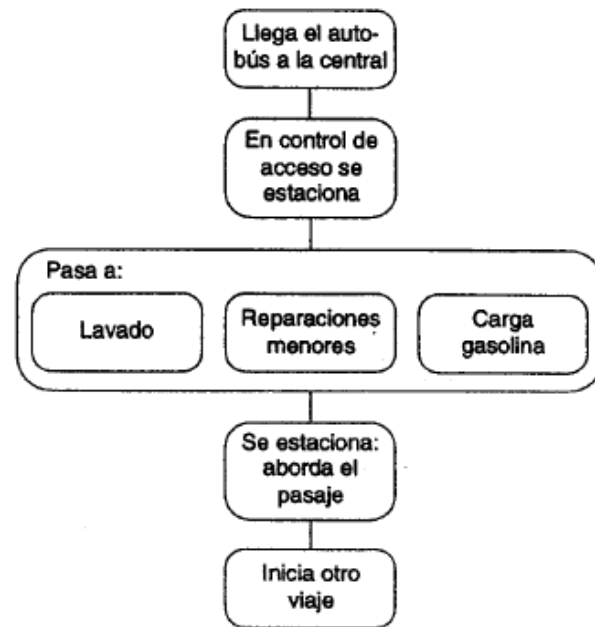 Llega el auto-
bús a la central
En control de
acceso se
estaciona
Pasa a:
Lavado
Reparaciones
menores
Carga
gasolina
Se estaciona:
aborda el
pasaje
Inicia otro
viaje